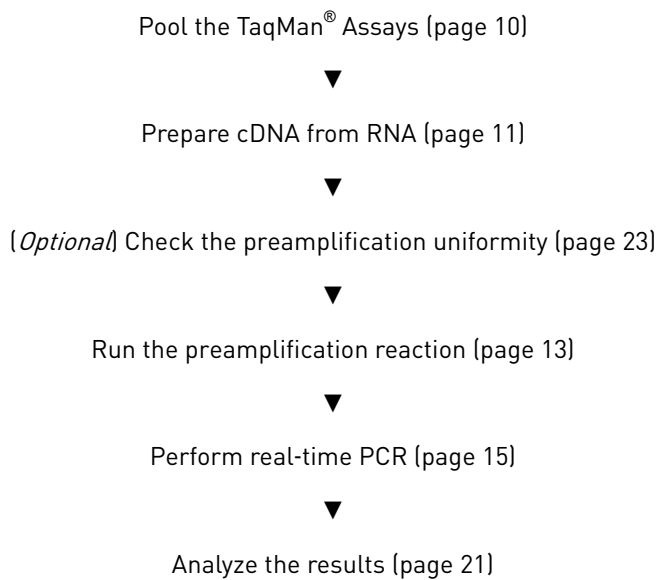 Pool the TaqMan® Assays (page 10)
▼
Prepare cDNA from RNA (page 11)
▼
(Optional) Check the preamplification uniformity (page 23)
▼
Run the preamplification reaction (page 13)
▼
Perform real-time PCR (page 15)
▼
Analyze the results (page 21)